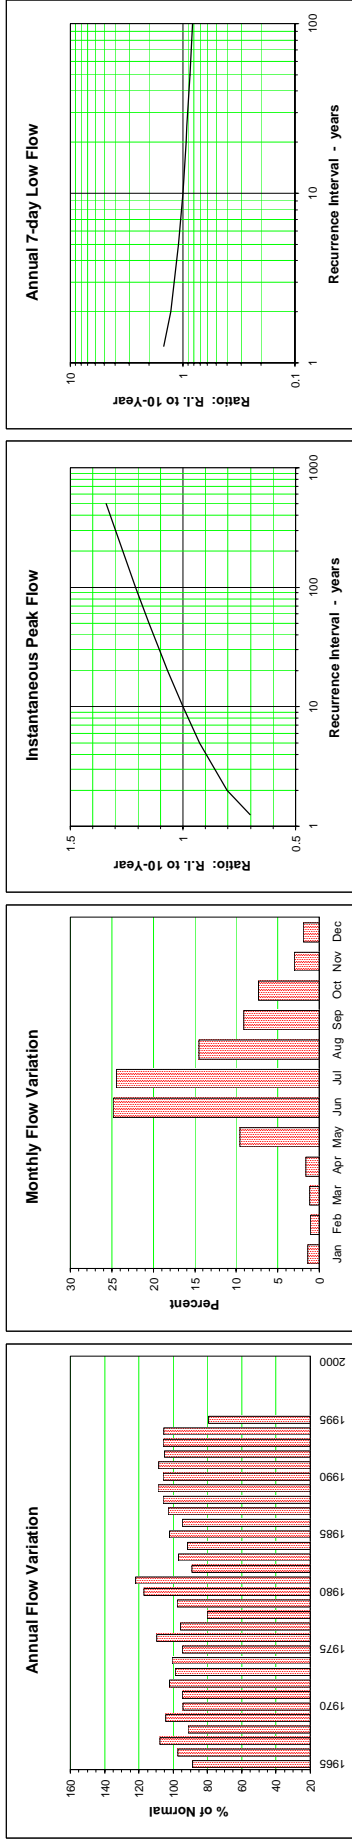 Annual Flow Variation
% of Normal
160
140
120
100
80
60
40
20
1965
1970
1975
1980
1985
1990
1995
2000
Monthly Flow Variation
Percent
30
25
20
15
10
5
0
Jan Feb Mar Apr May Jun Jul Aug Sep Oct Nov Dec
Instantaneous Peak Flow
Ratio: R.I. to 10-Year
1.5
1
0.5
1 10 100 1000
Recurrence Interval - years
Annual 7-day Low Flow
Ratio: R.I. to 10-Year
10
1
0.1
1 10 100
Recurrence Interval - years